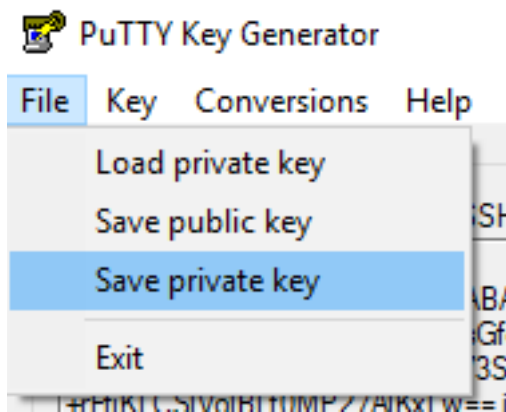 PuTTY Key Generator
File Key Conversions Help
Load private key
Save public key
Save private key
Exit